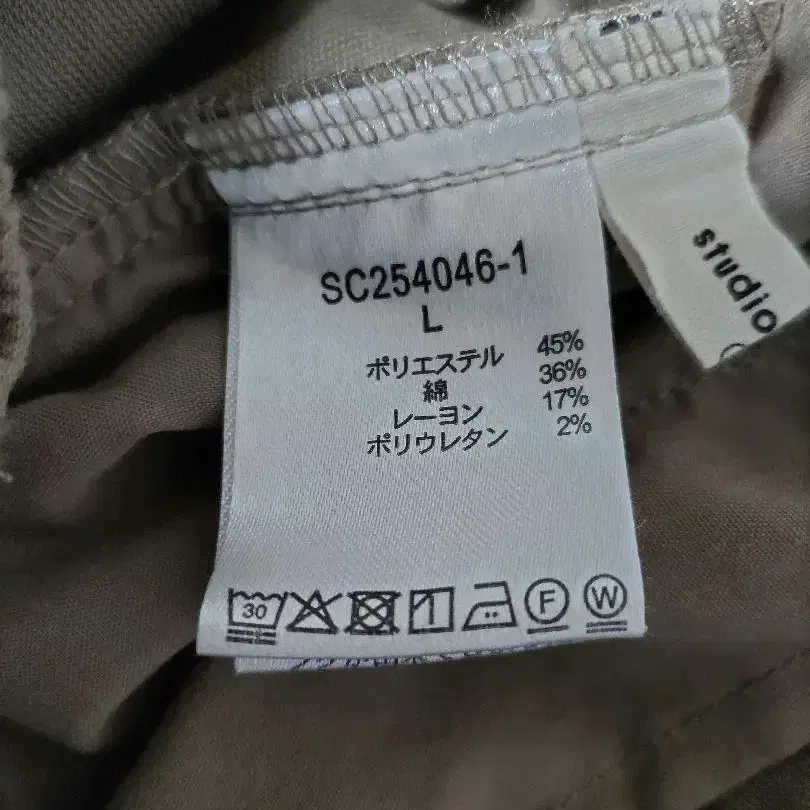 SC254046-1
L
ポリエステル 45%
綿 36%
レーヨン 17%
ポリウレタン 2%
30
F
W
studio